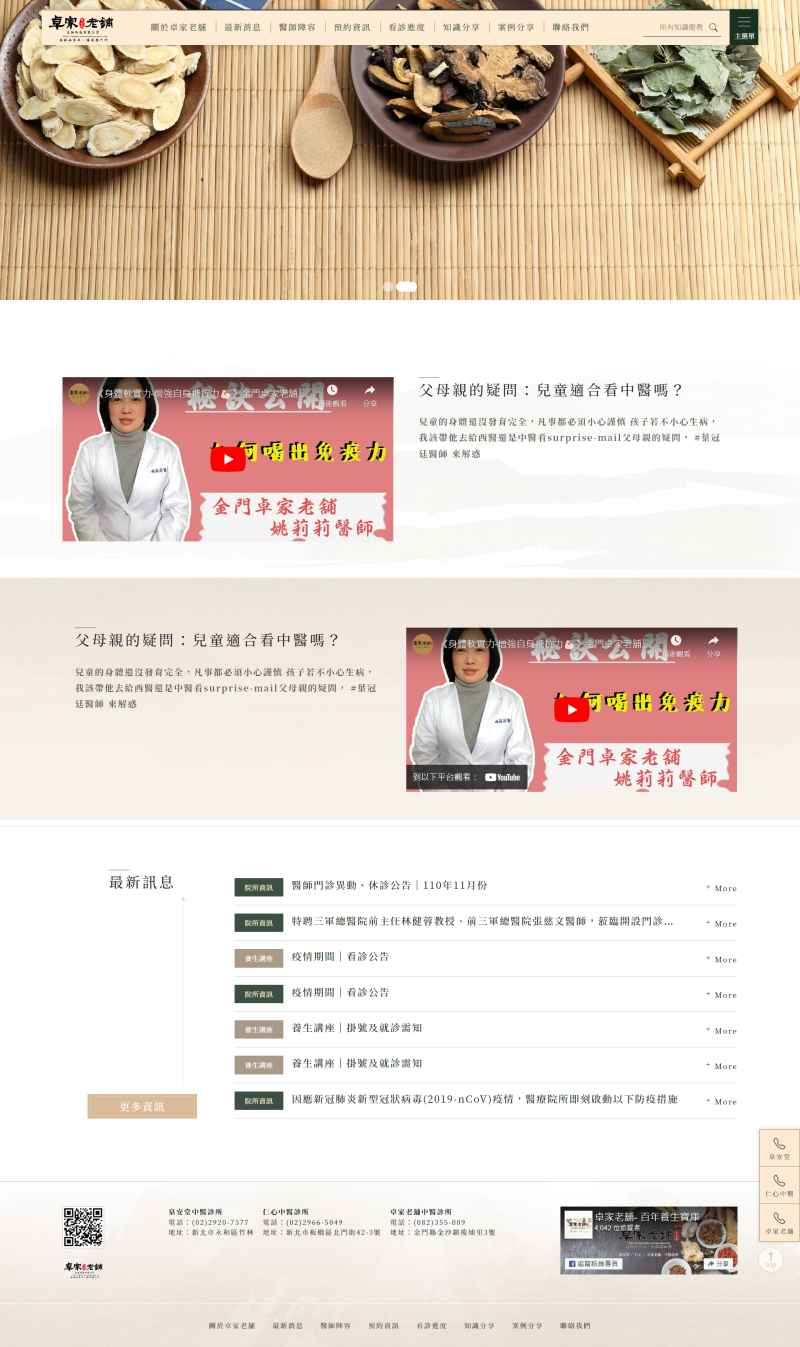 卓家老舖
關於卓家老舖
最新消息
醫師陣容
預約資訊
看診進度
知識分享
案例分享
聯絡我們
所有知識衛教
主選單
《身體軟實力-增強自身抵抗力💪🏻》金門卓家老舖...
稍後觀看
分享
秘訣公開
如何喝出免疫力
金門卓家老舖
姚莉莉醫師
父母親的疑問：兒童適合看中醫嗎？
兒童的身體還沒發育完全，凡事都必須小心謹慎 孩子若不小心生病，
我該帶他去給西醫還是中醫看surprise-mail父母親的疑問， #葉冠
廷醫師 來解惑
父母親的疑問：兒童適合看中醫嗎？
兒童的身體還沒發育完全，凡事都必須小心謹慎 孩子若不小心生病，
我該帶他去給西醫還是中醫看surprise-mail父母親的疑問， #葉冠
廷醫師 來解惑
《身體軟實力-增強自身抵抗力💪🏻》金門卓家老舖...
稍後觀看
分享
秘訣公開
如何喝出免疫力
金門卓家老舖
姚莉莉醫師
到以下平台觀看： YouTube
最新訊息
院所資訊 醫師門診異動、休診公告｜110年11月份 + More
院所資訊 特聘三軍總醫院前主任林健蓉教授、前三軍總醫院張慈文醫師，蒞臨開設門診... + More
養生講座 疫情期間｜看診公告 + More
院所資訊 疫情期間｜看診公告 + More
養生講座 養生講座｜掛號及就診需知 + More
養生講座 養生講座｜掛號及就診需知 + More
院所資訊 因應新冠肺炎新型冠狀病毒(2019-nCoV)疫情，醫療院所即刻啟動以下防疫措施 + More
更多資訊
泉安堂
仁心中醫
卓家老舖
top
泉安堂中醫診所
電話：(02)2920-7377
地址：新北市永和區竹林
仁心中醫診所
電話：(02)2966-5049
地址：新北市板橋區北門街42-3號
卓家老舖中醫診所
電話：(082)355-009
地址：金門縣金沙鎮後埔里3號
卓家老舖
卓家老舖- 百年養生寶庫
4,042 位追蹤者
追蹤粉絲專頁
分享
關於卓家老舖
最新消息
醫師陣容
預約資訊
看診進度
知識分享
案例分享
聯絡我們